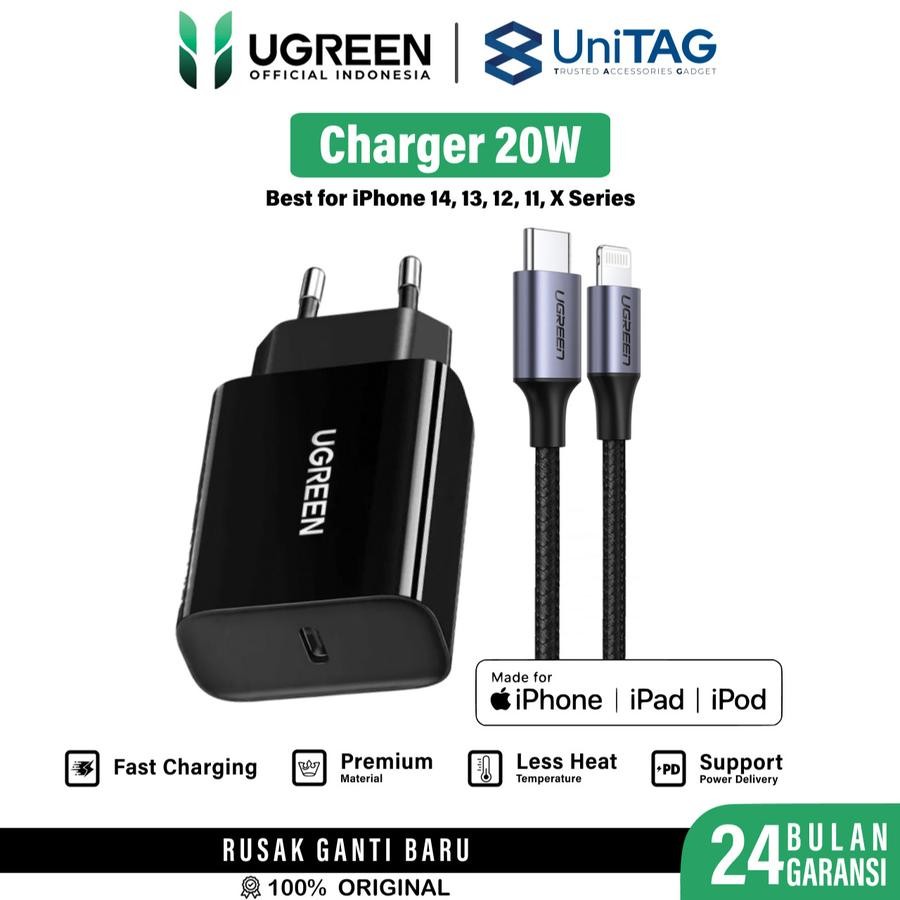 UGREEN
OFFICIAL INDONESIA
UniTAG
TRUSTED ACCESSORIES GADGET
Charger 20W
Best for iPhone 14, 13, 12, 11, X Series
UGREEN
UGREEN
UGREEN
Made for
iPhone | iPad | iPod
Fast Charging
Premium
Material
Less Heat
Temperature
PD
Support
Power Delivery
RUSAK GANTI BARU
100% ORIGINAL
24 BULAN
GARANSI